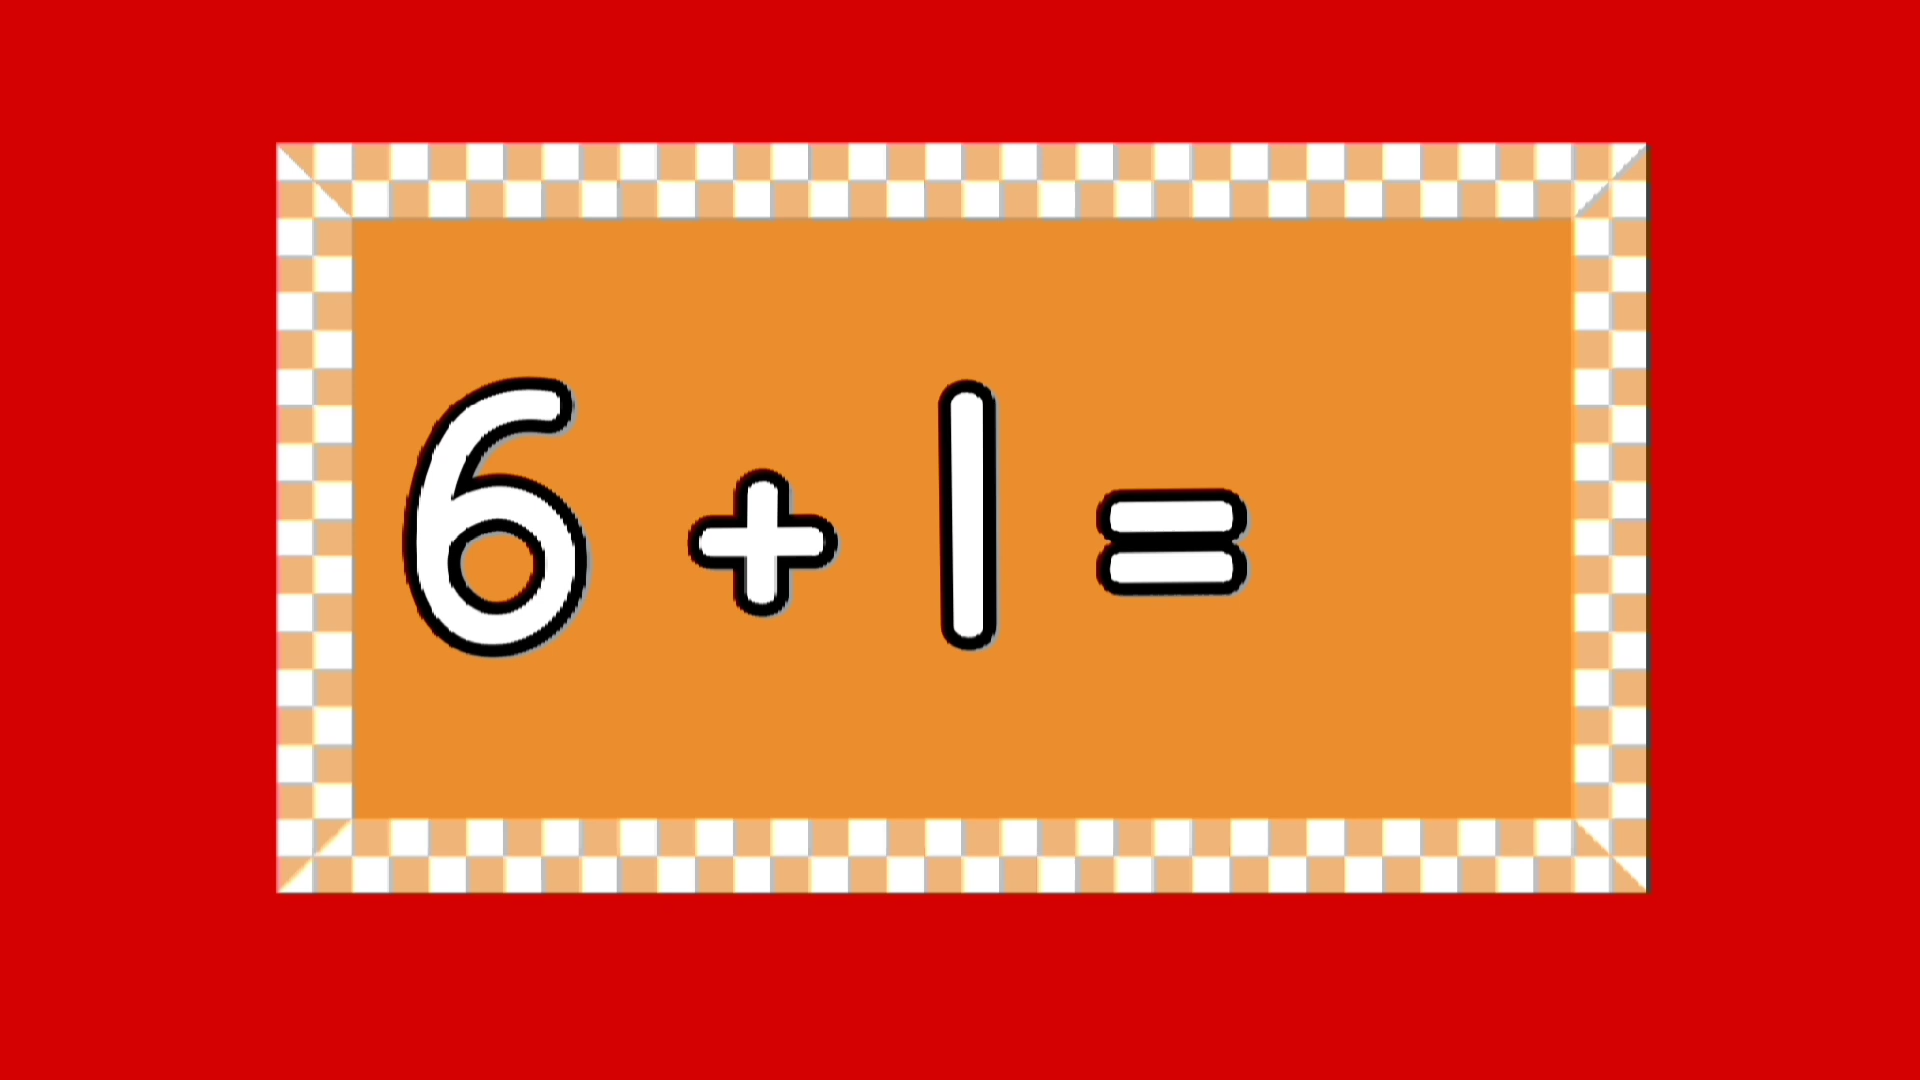 6 + 1 =